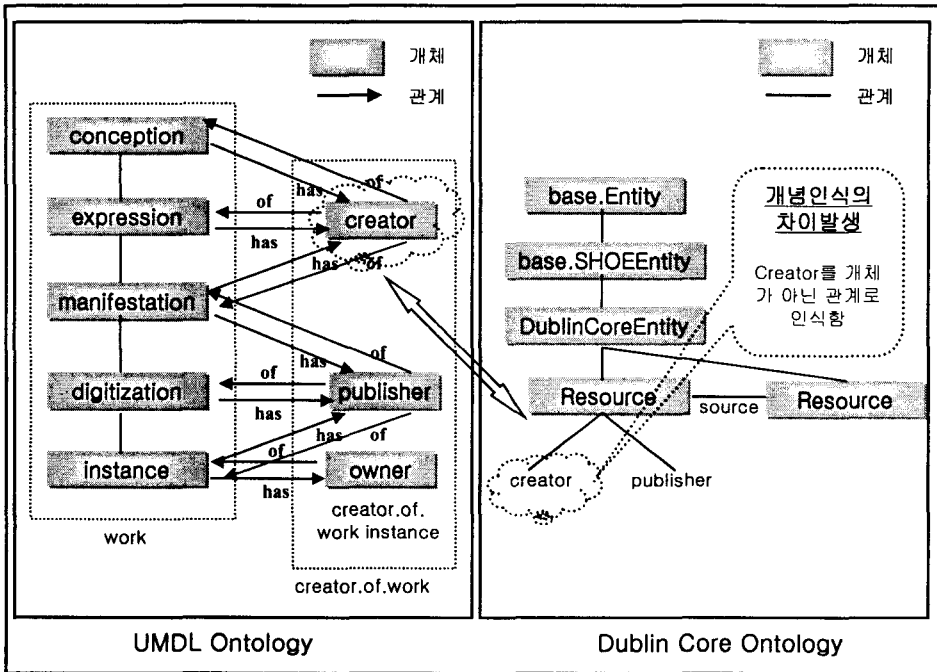 개체
관계
conception
has
of
expression
of
has
creator
manifestation
has
of
has
of
digitization
of
has
publisher
has
of
instance
of
has
owner
creator.of.
work instance
work
creator.of.work
UMDL Ontology
개체
관계
개념인식의
차이발생
Creator를 개체
가 아닌 관계로
인식함
base.Entity
base.SHOEEntity
DublinCoreEntity
Resource
source
Resource
creator
publisher
Dublin Core Ontology